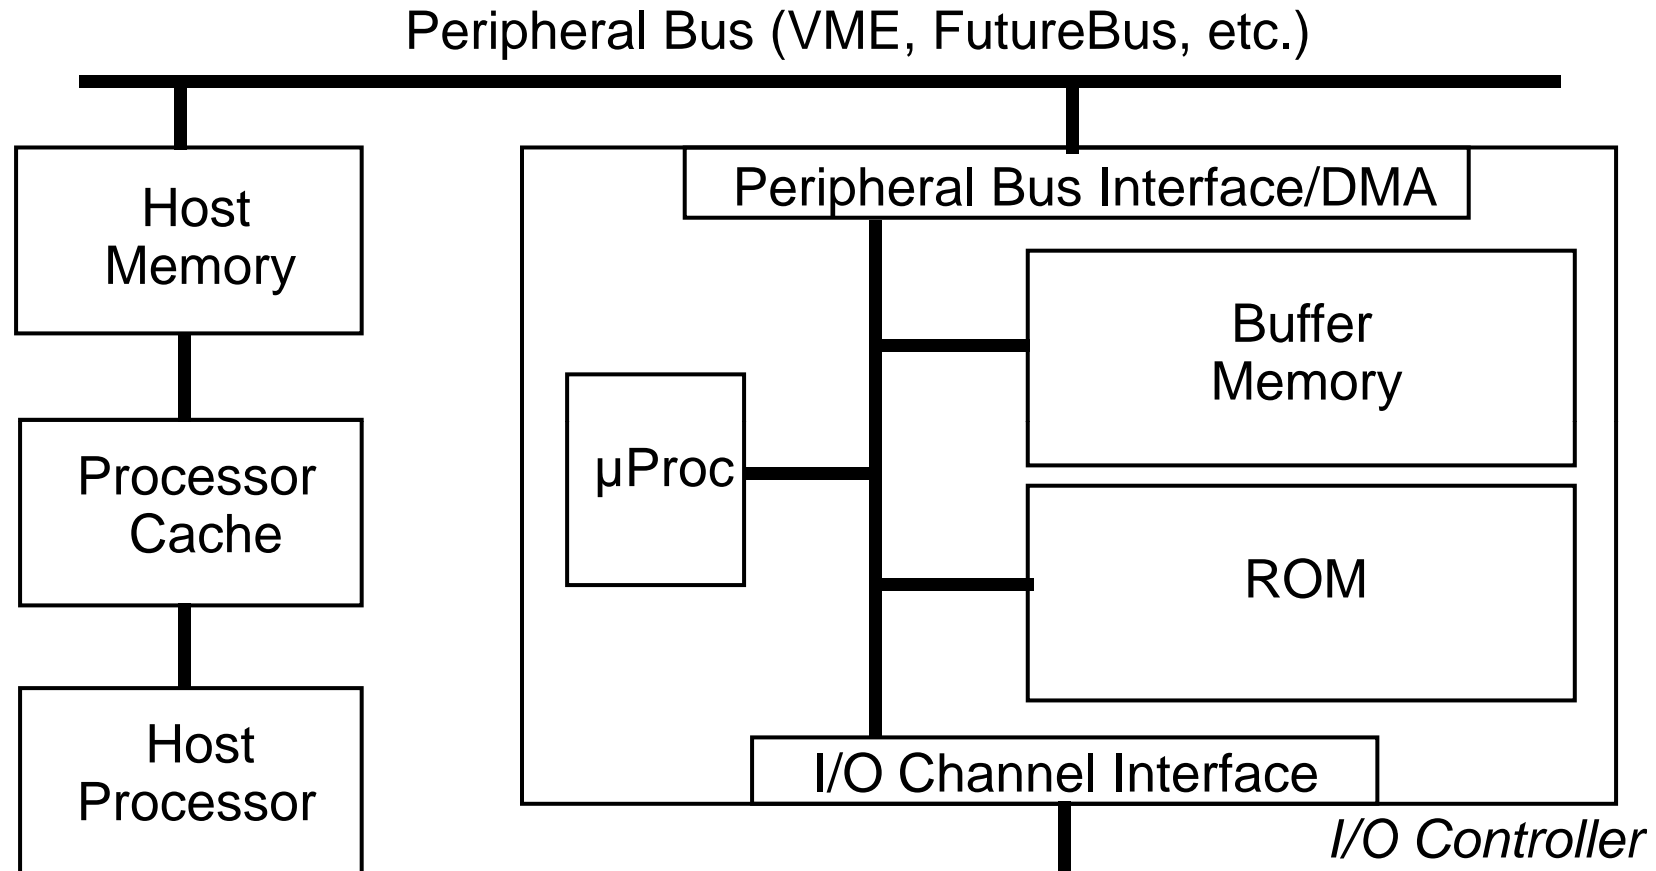 Peripheral Bus (VME, FutureBus, etc.)
Host
Memory
Processor
Cache
Host
Processor
Peripheral Bus Interface/DMA
Buffer
Memory
µProc
ROM
I/O Channel Interface
I/O Controller